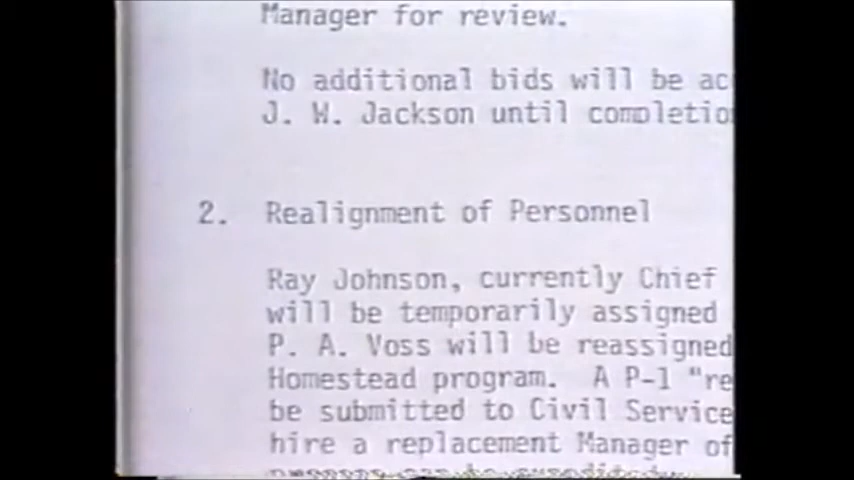 Manager for review.
No additional bids will be ac
J. W. Jackson until completio
2. Realignment of Personnel
Ray Johnson, currently Chief
will be temporarily assigned
P. A. Voss will be reassigned
Homestead program. A P-1 "re
be submitted to Civil Service
hire a replacement Manager of